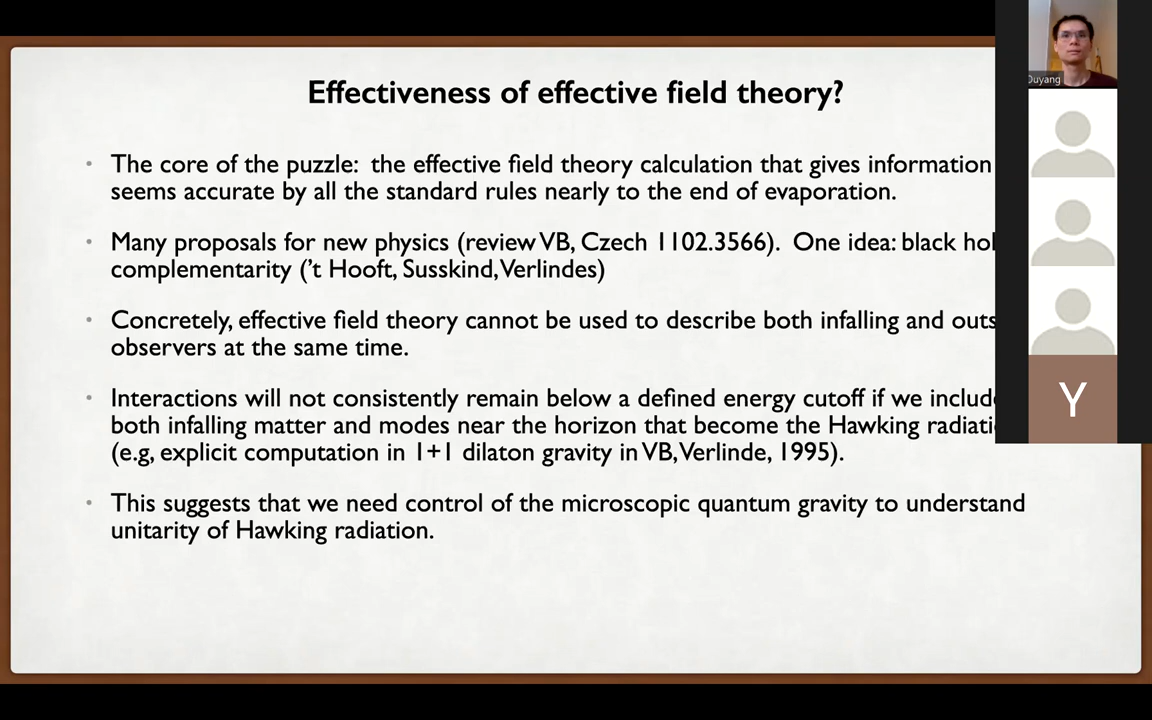 Effectiveness of effective field theory?
• The core of the puzzle: the effective field theory calculation that gives information
seems accurate by all the standard rules nearly to the end of evaporation.
• Many proposals for new physics (review VB, Czech 1102.3566). One idea: black
complementarity ('t Hooft, Susskind, Verlindes)
• Concretely, effective field theory cannot be used to describe both infalling and
observers at the same time.
• Interactions will not consistently remain below a defined energy cutoff if we
both infalling matter and modes near the horizon that become the Hawking
(e.g, explicit computation in 1+1 dilaton gravity in VB, Verlinde, 1995).
• This suggests that we need control of the microscopic quantum gravity to understand
unitarity of Hawking radiation.
Ouyang
Y